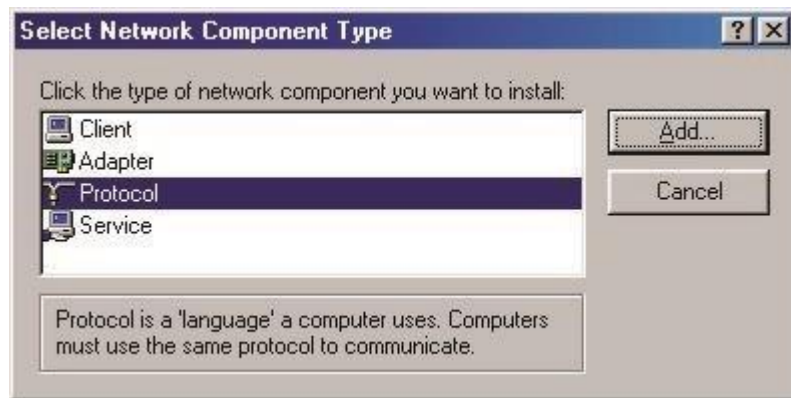 Select Network Component Type
Click the type of network component you want to install:
Client
Adapter
Protocol
Service
Add...
Cancel
Protocol is a 'language' a computer uses. Computers
must use the same protocol to communicate.